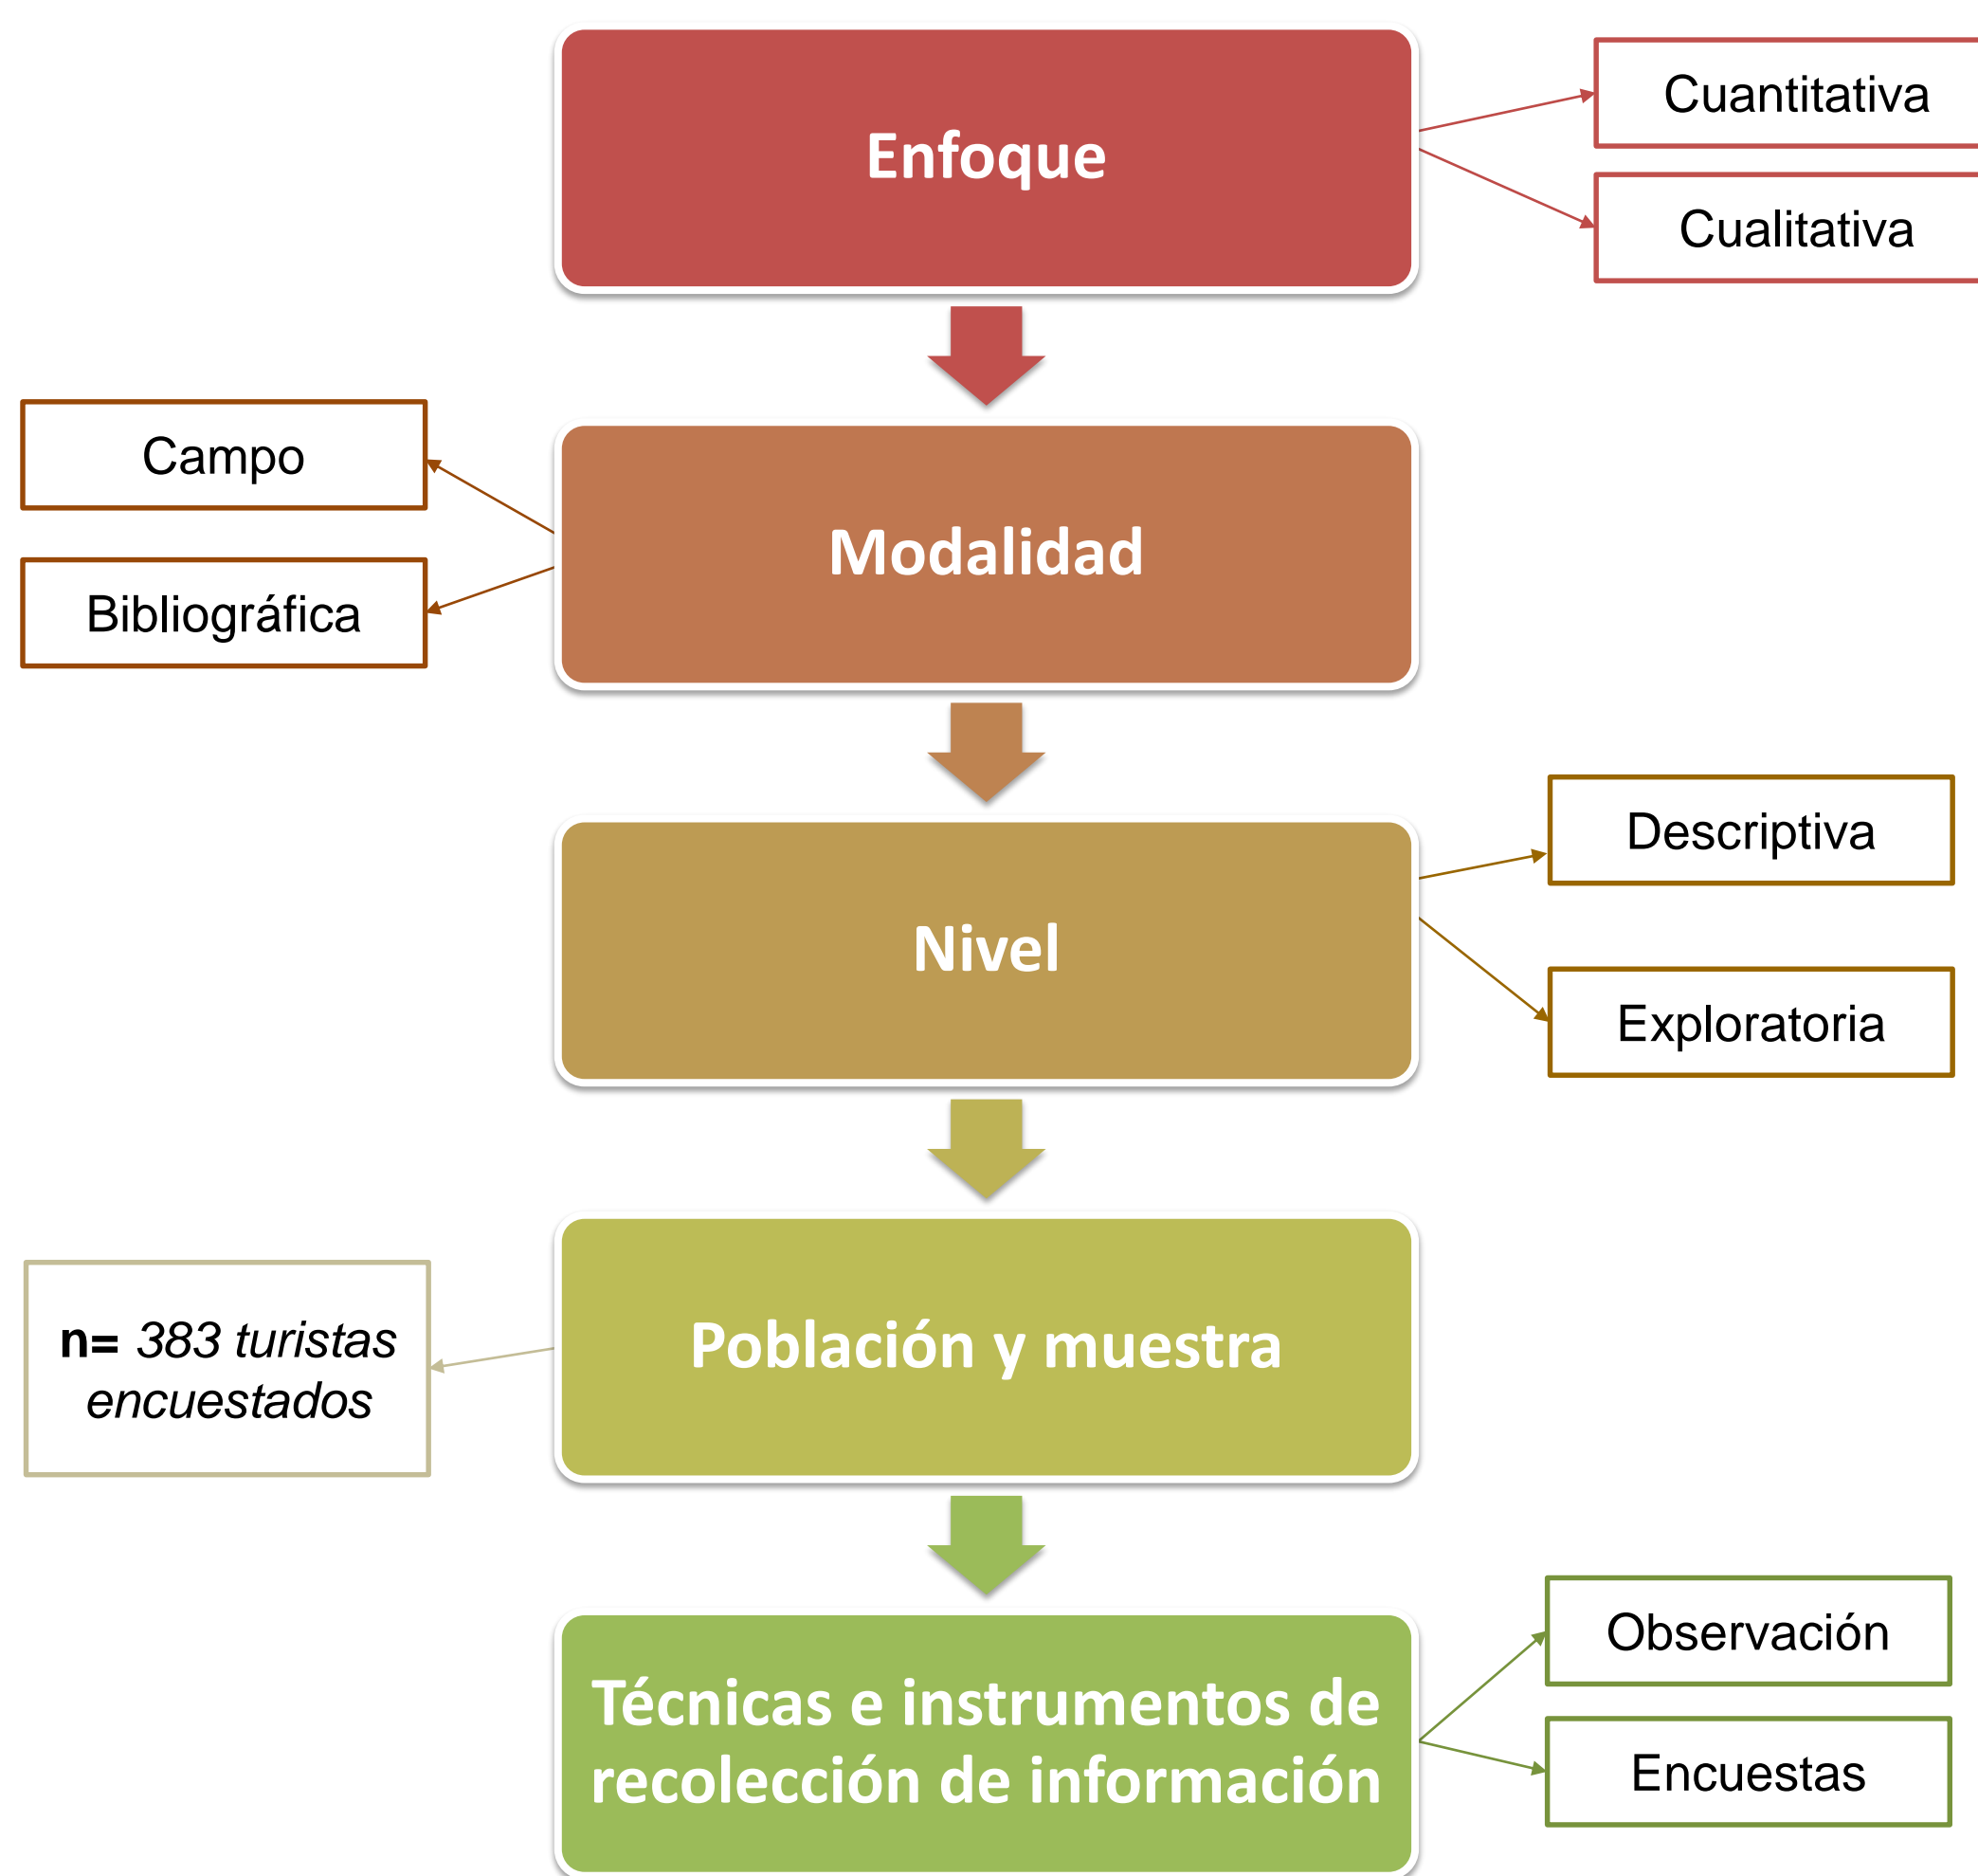 Enfoque
Cuantitativa
Cualitativa
Modalidad
Campo
Bibliográfica
Nivel
Descriptiva
Exploratoria
Población y muestra
n= 383 turistas
encuestados
Técnicas e instrumentos de
recolección de información
Observación
Encuestas